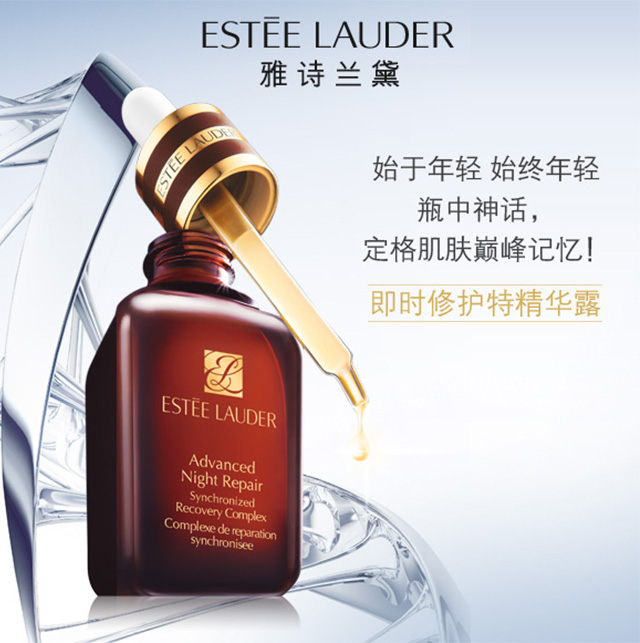 ESTĒE LAUDER
雅诗兰黛
ESTĒE LAUDER
始于年轻 始终年轻
瓶中神话，
定格肌肤巅峰记忆！
即时修护特精华露
EL
ESTĒE LAUDER
Advanced
Night Repair
Synchronized
Recovery Complex
Complexe de reparation
synchronisee